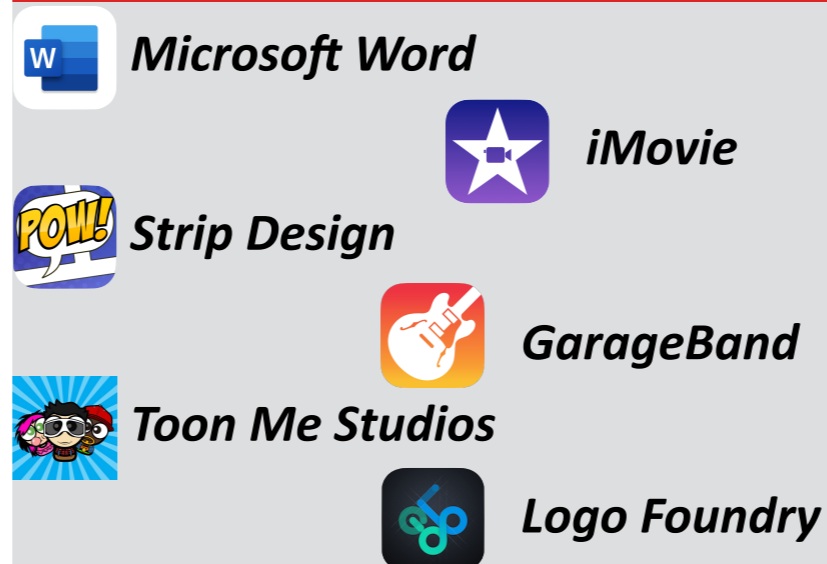 W
Microsoft Word
iMovie
POW!
Strip Design
GarageBand
Toon Me Studios
Logo Foundry